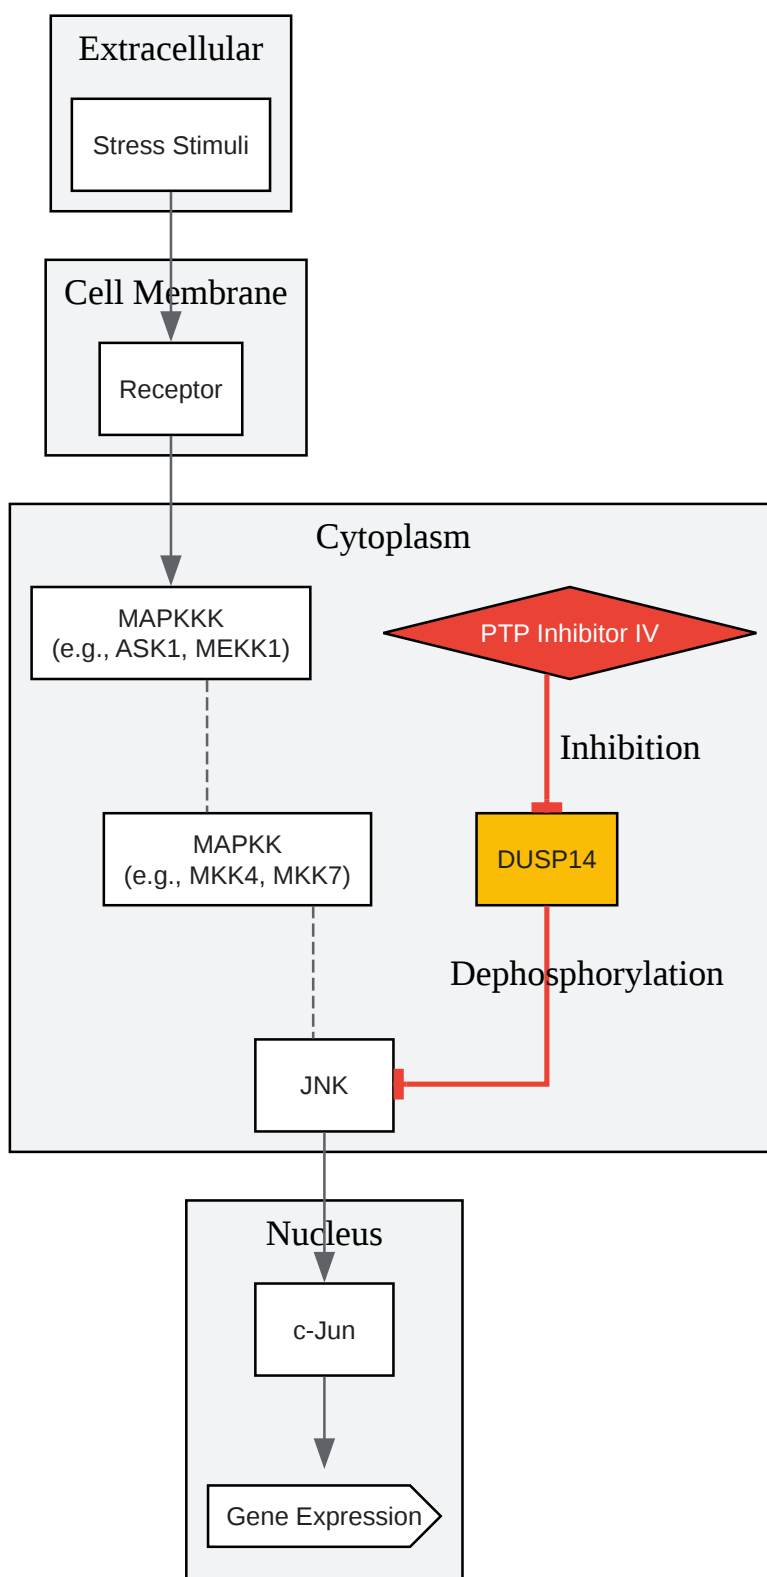 Extracellular
Stress Stimuli
Cell Membrane
Receptor
Cytoplasm
MAPKKK
(e.g., ASK1, MEKK1)
PTP Inhibitor IV
Inhibition
MAPKK
(e.g., MKK4, MKK7)
DUSP14
Dephosphorylation
JNK
Nucleus
c-Jun
Gene Expression